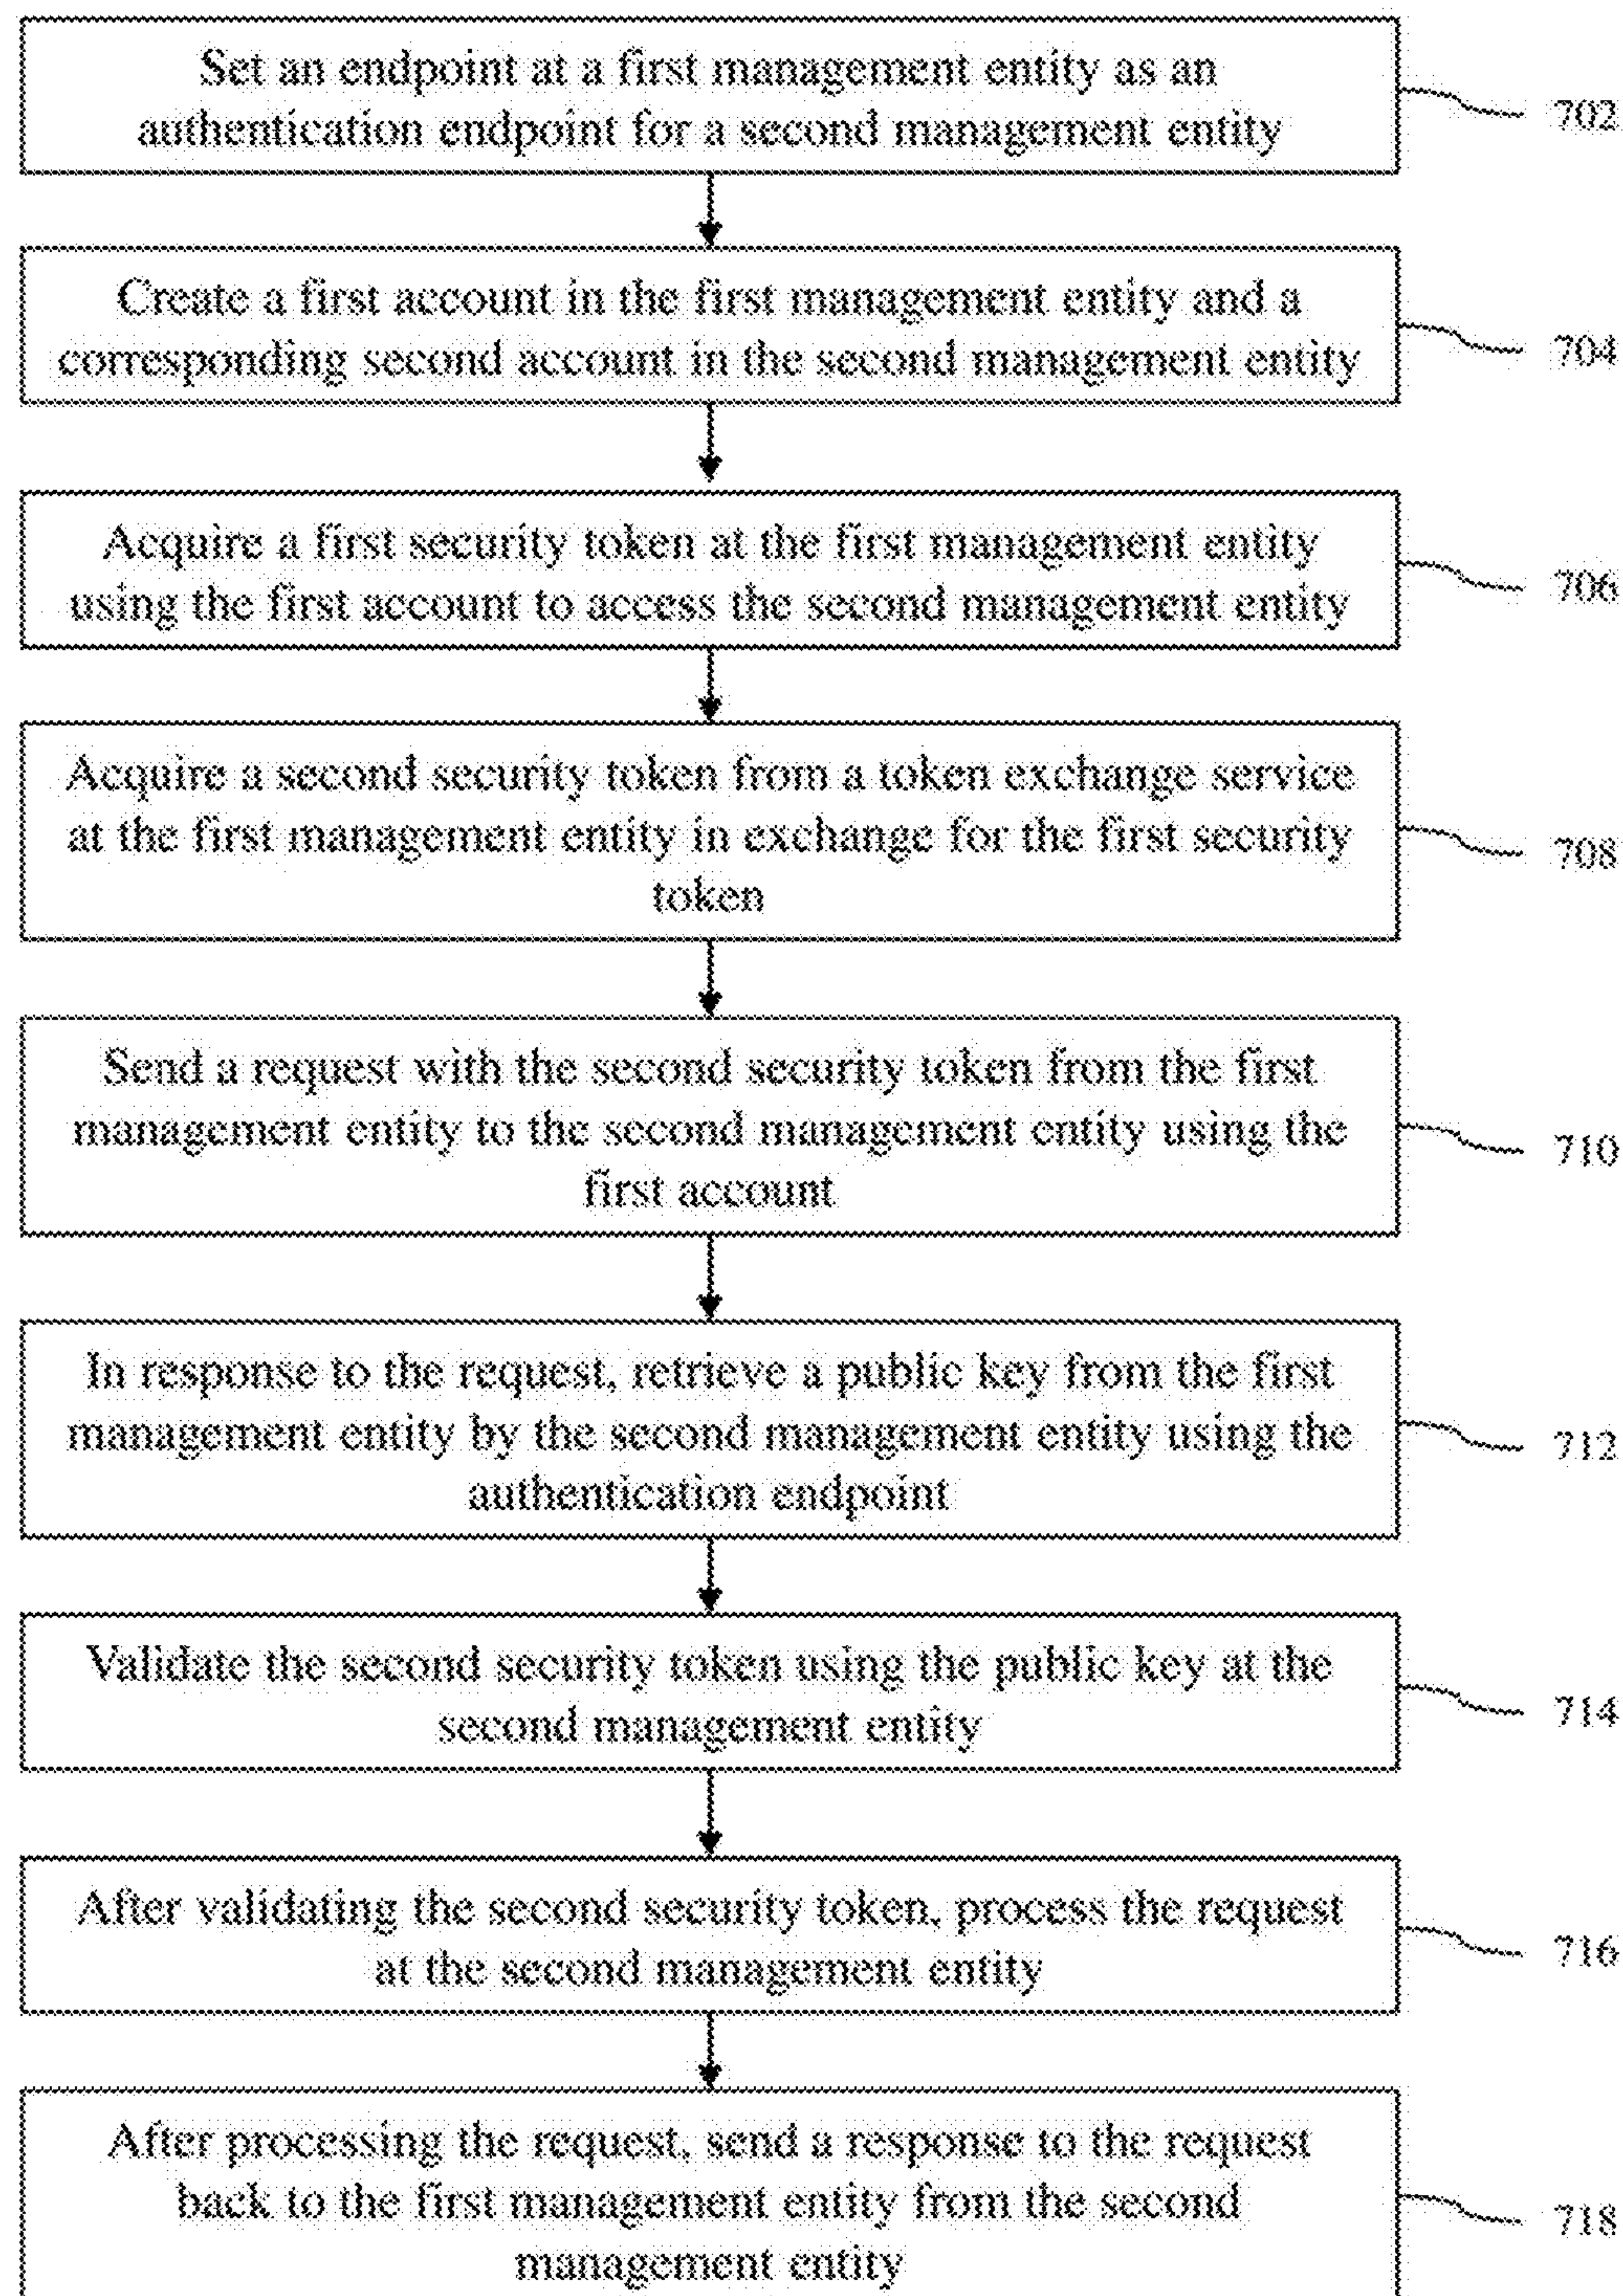 Set an endpoint at a first management entity as an
authentication endpoint for a second management entity
702
Create a first account in the first management entity and a
corresponding second account in the second management entity
704
Acquire a first security token at the first management entity
using the first account to access the second management entity
706
Acquire a second security token from a token exchange service
at the first management entity in exchange for the first security
token
708
Send a request with the second security token from the first
management entity to the second management entity using the
first account
710
In response to the request, retrieve a public key from the first
management entity by the second management entity using the
authentication endpoint
712
Validate the second security token using the public key at the
second management entity
714
After validating the second security token, process the request
at the second management entity
716
After processing the request, send a response to the request
back to the first management entity from the second
management entity
718